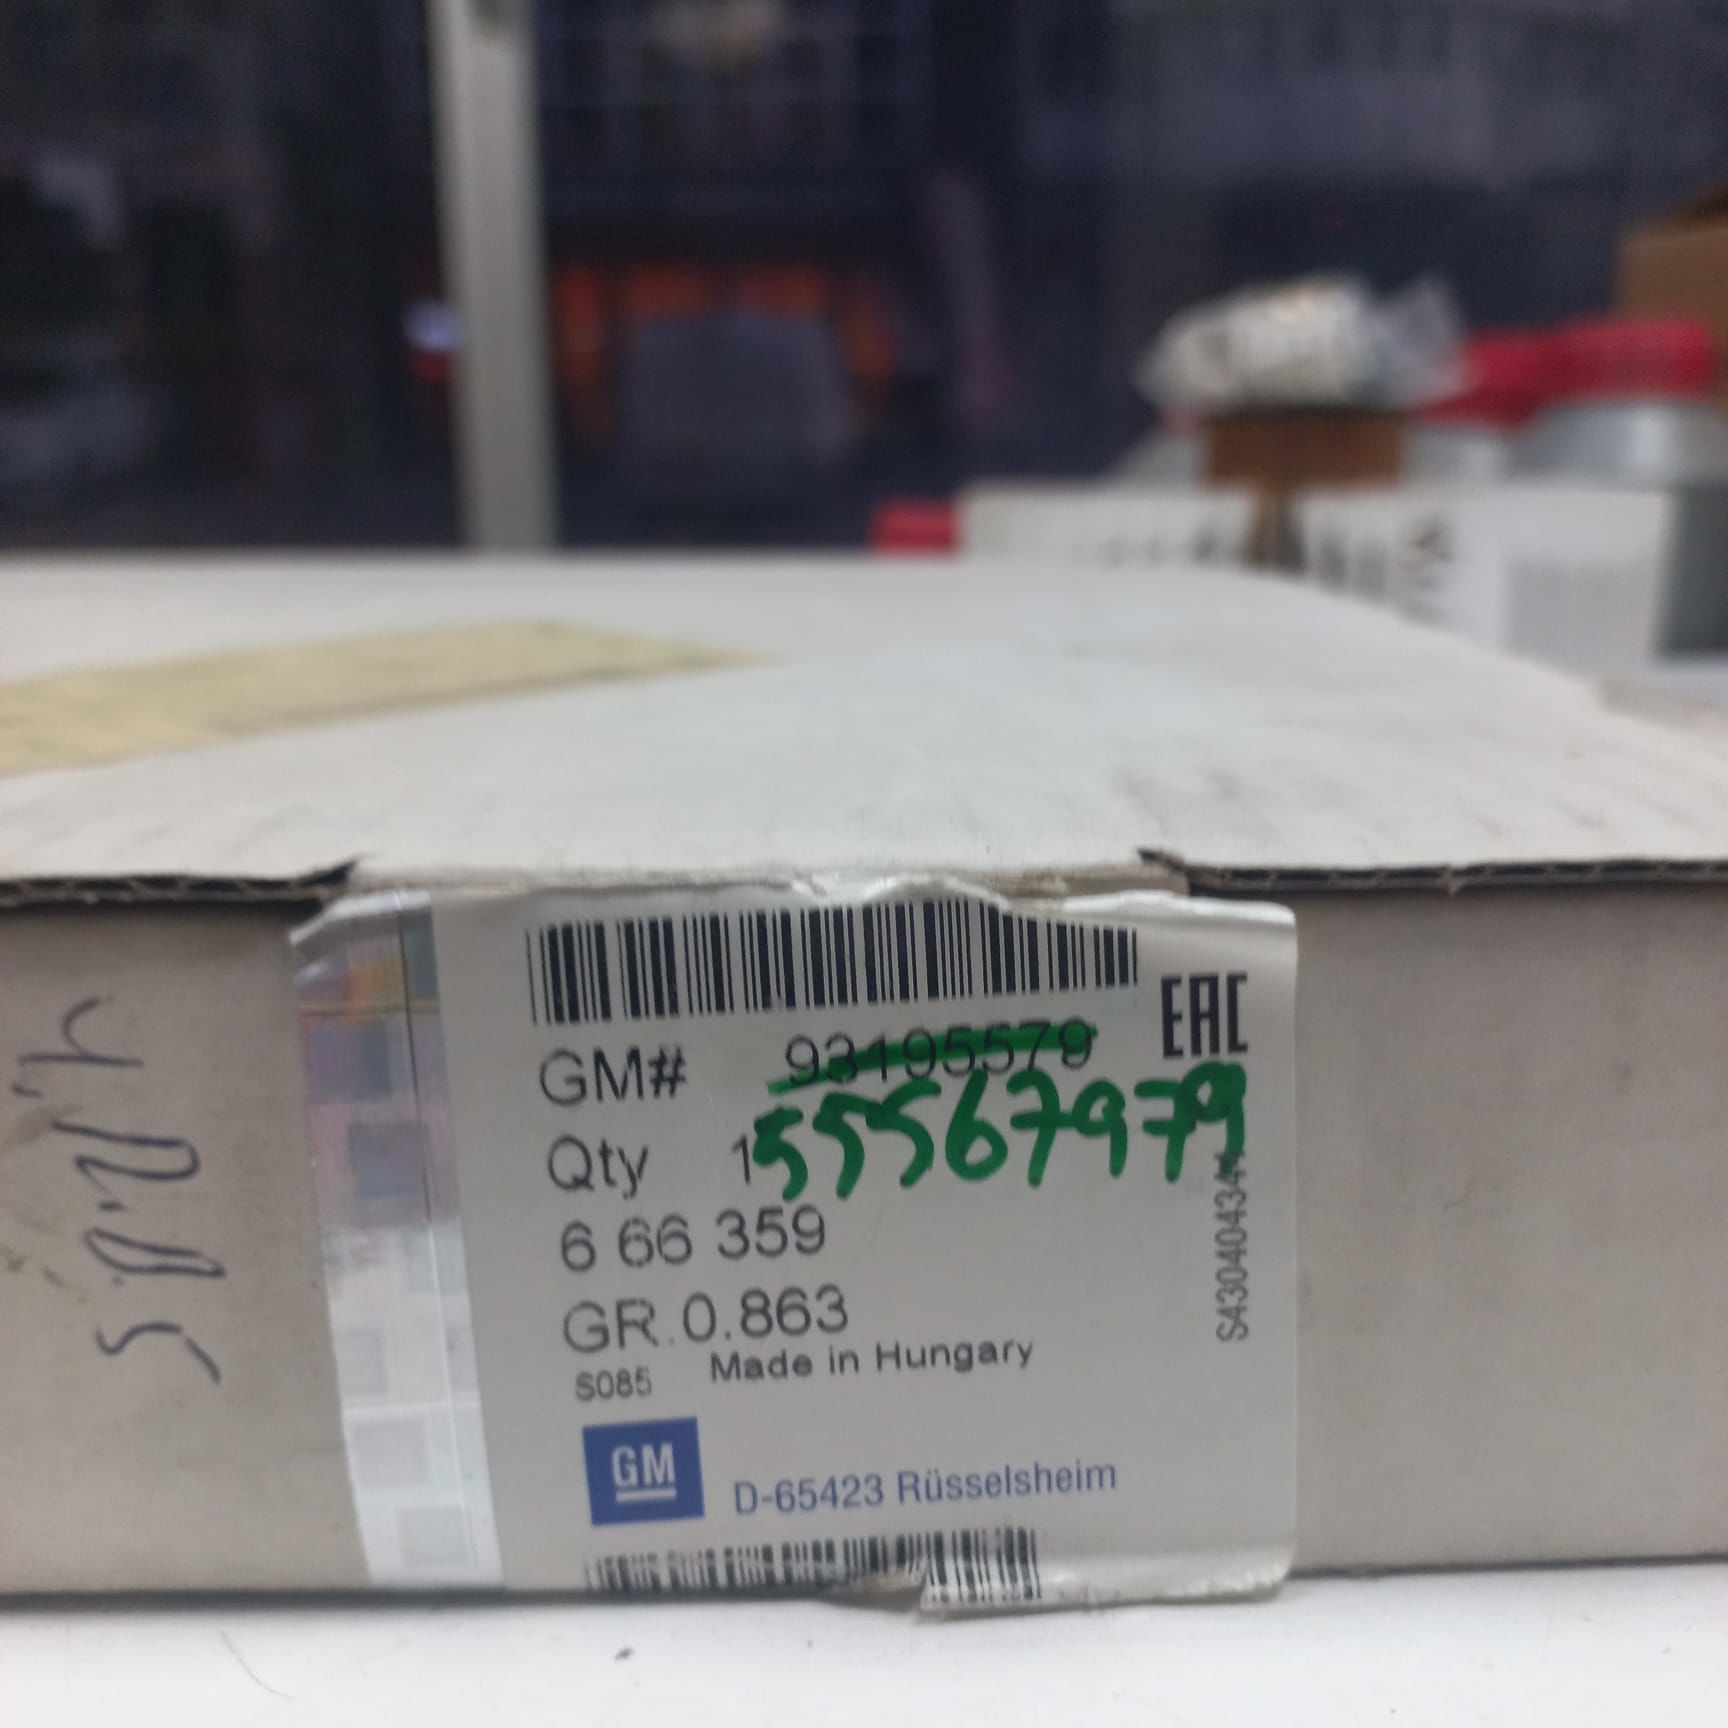 EAC
GM# 93195579
55567979
Qty 1
6 66 359
GR.0.863
S085 Made in Hungary
GM
D-65423 Rüsselsheim